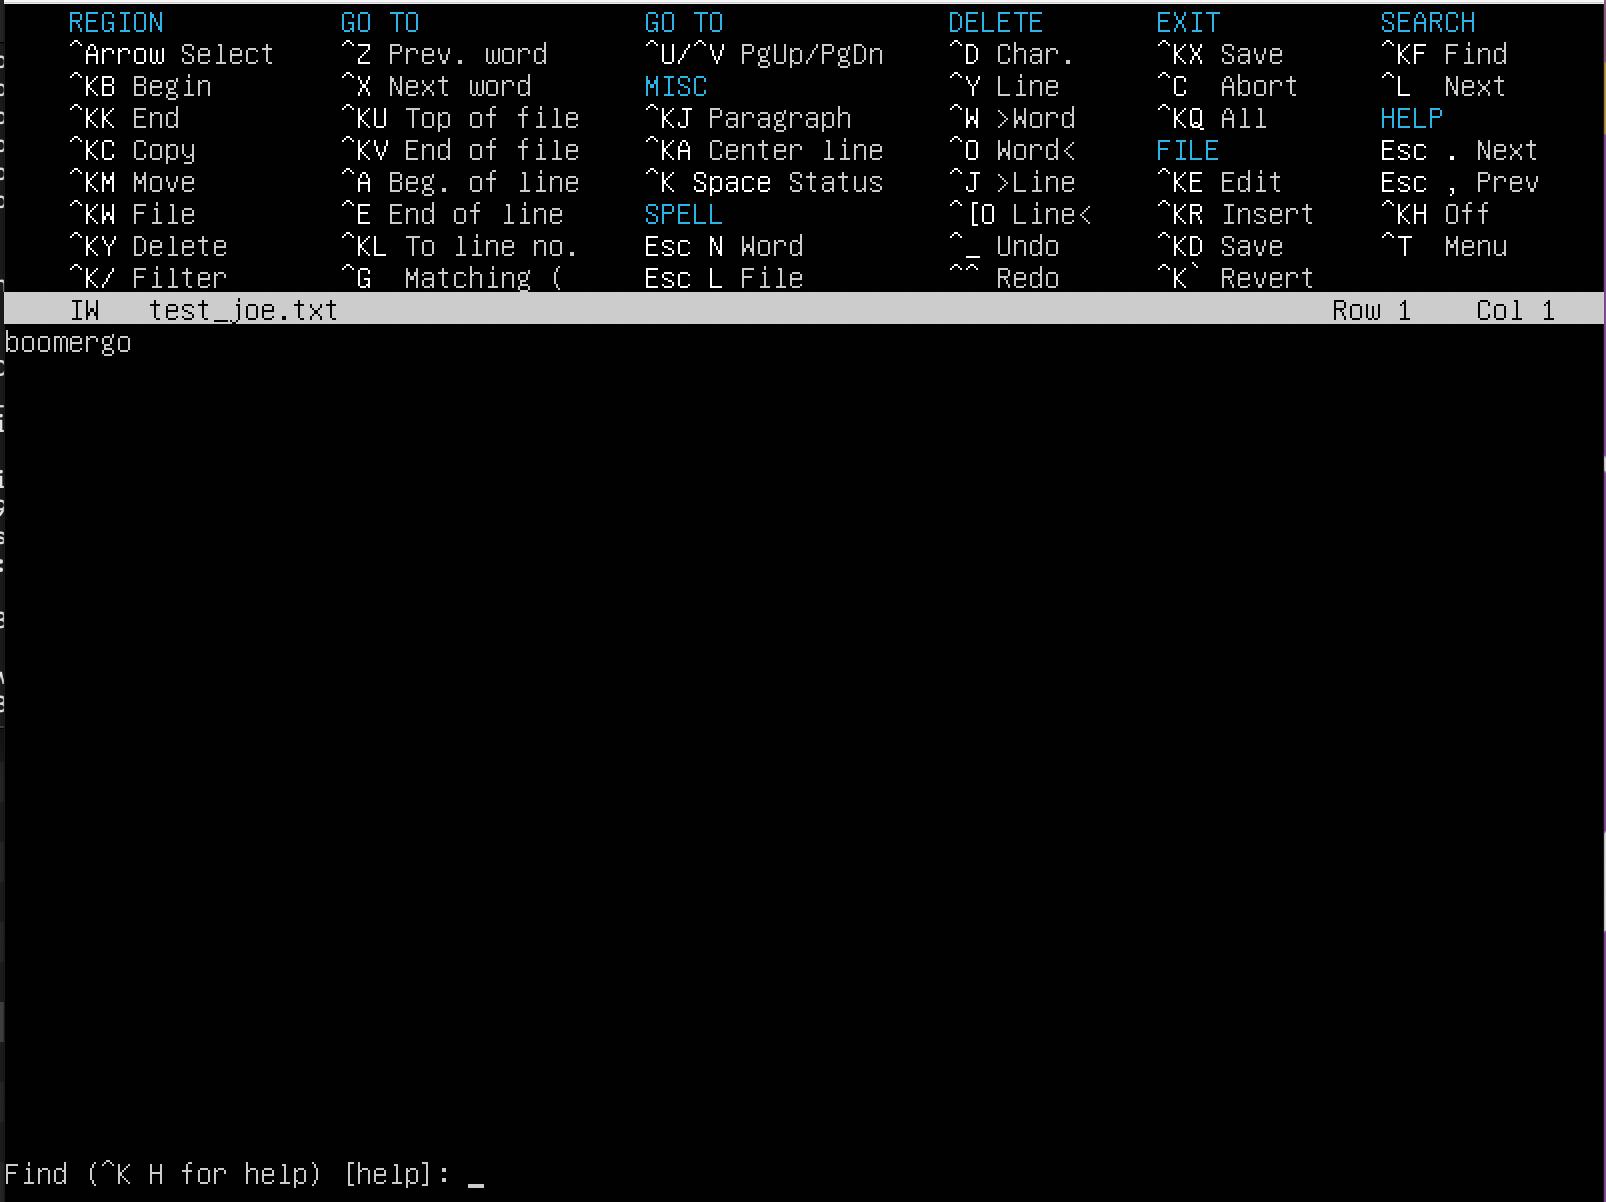 REGION GO TO GO TO DELETE EXIT SEARCH
^Arrow Select ^Z Prev. word ^U/^V PgUp/PgDn ^D Char. ^KX Save ^KF Find
^KB Begin ^X Next word MISC ^Y Line ^C Abort ^L Next
^KK End ^KU Top of file ^KJ Paragraph ^W >Word ^KQ All HELP
^KC Copy ^KV End of file ^KA Center line ^O Word< FILE Esc . Next
^KM Move ^A Beg. of line ^K Space Status ^J >Line ^KE Edit Esc , Prev
^KW File ^E End of line SPELL ^[O Line< ^KR Insert ^KH Off
^KY Delete ^KL To line no. Esc N Word ^_ Undo ^KD Save ^T Menu
^K/ Filter ^G Matching ( Esc L File ^^ Redo ^K` Revert
IW test_joe.txt Row 1 Col 1
boomergo
Find (^K H for help) [help]: _